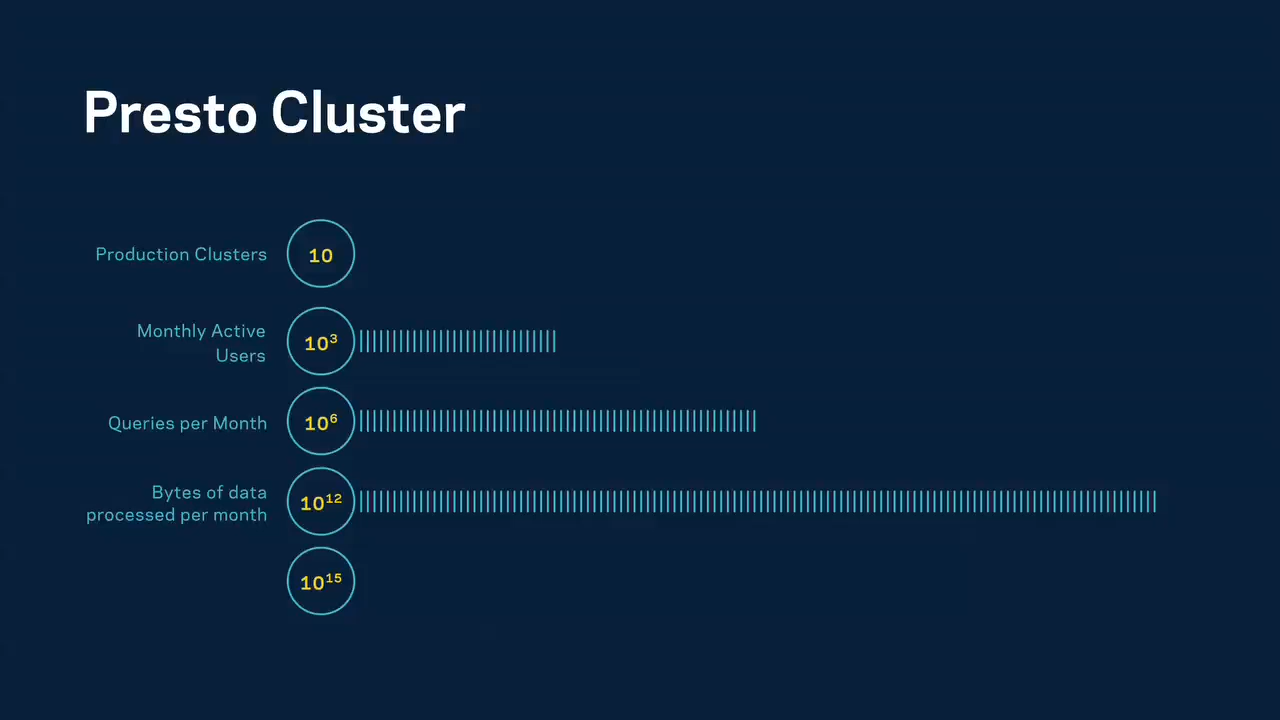 Presto Cluster
Production Clusters 10
Monthly Active
Users
10³
Queries per Month 10⁶
Bytes of data
processed per month
10¹²
10¹⁵